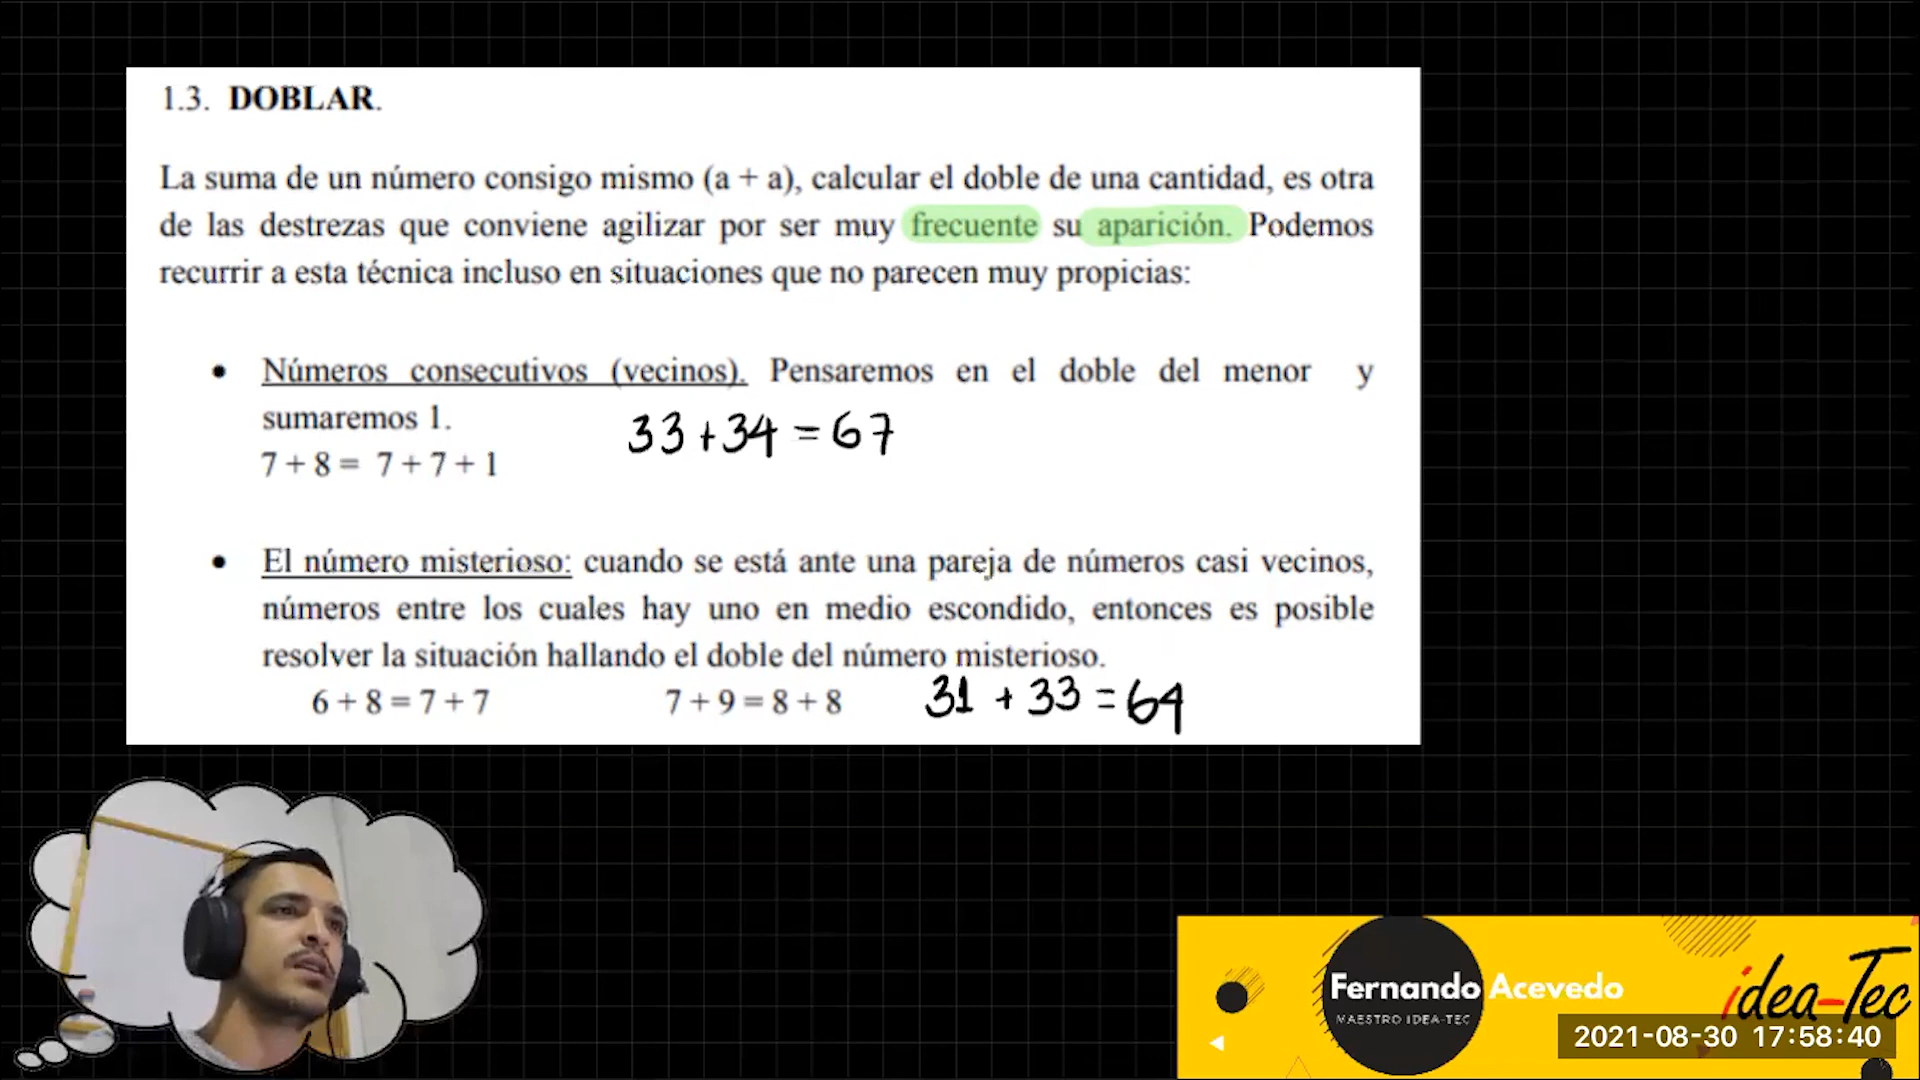 1.3. DOBLAR.
La suma de un número consigo mismo (a + a), calcular el doble de una cantidad, es otra
de las destrezas que conviene agilizar por ser muy frecuente su aparición. Podemos
recurrir a esta técnica incluso en situaciones que no parecen muy propicias:
• Números consecutivos (vecinos). Pensaremos en el doble del menor y
sumaremos 1.
33+34 = 67
7 + 8 = 7 + 7 + 1
• El número misterioso: cuando se está ante una pareja de números casi vecinos,
números entre los cuales hay uno en medio escondido, entonces es posible
resolver la situación hallando el doble del número misterioso.
6 + 8 = 7 + 7 7 + 9 = 8 + 8 31 + 33 = 64
Fernando Acevedo
MAESTRO IDEA-TEC
idea-Tec
2021-08-30 17:58:40